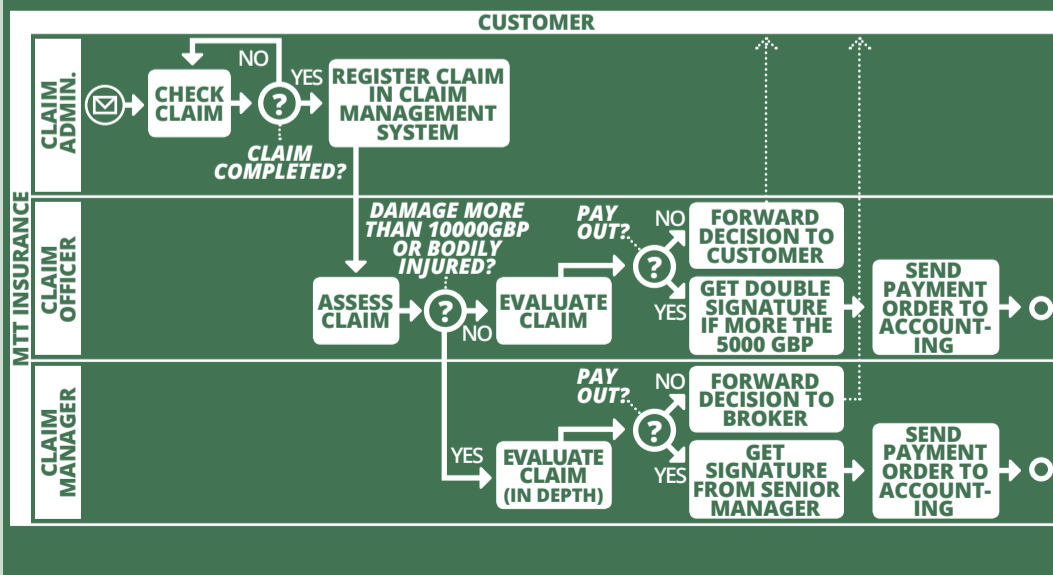 CUSTOMER
MTT INSURANCE
CLAIM
ADMIN.
CHECK
CLAIM
NO
?
YES
CLAIM
COMPLETED?
REGISTER CLAIM
IN CLAIM
MANAGEMENT
SYSTEM
CLAIM
OFFICER
ASSESS
CLAIM
DAMAGE MORE
THAN 10000GBP
OR BODILY
INJURED?
?
NO
EVALUATE
CLAIM
PAY
OUT?
?
NO
FORWARD
DECISION TO
CUSTOMER
YES
GET DOUBLE
SIGNATURE
IF MORE THE
5000 GBP
SEND
PAYMENT
ORDER TO
ACCOUNT-
ING
CLAIM
MANAGER
YES
EVALUATE
CLAIM
(IN DEPTH)
PAY
OUT?
?
NO
FORWARD
DECISION TO
BROKER
YES
GET
SIGNATURE
FROM SENIOR
MANAGER
SEND
PAYMENT
ORDER TO
ACCOUNT-
ING